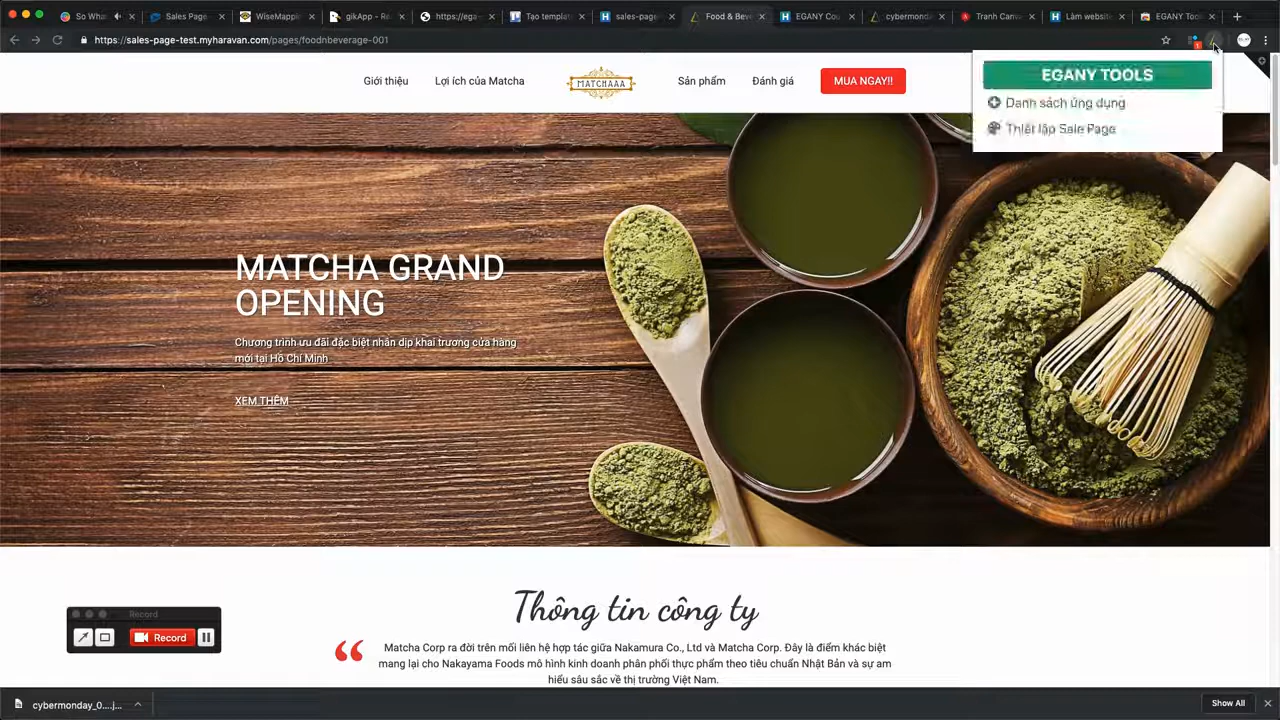 So What
Sales Page
WiseMapp
gikApp - R
https://ega
Tạo templat
sales-page
Food & Bev
EGANY Co
cybermond
Tranh Canv
Làm website
EGANY Too
https://sales-page-test.myharavan.com/pages/foodnbeverage-001
1
EGANY TOOLS
Danh sách ứng dụng
Thiết lập Sale Page
Giới thiệu
Lợi ích của Matcha
MATCHAAA
Sản phẩm
Đánh giá
MUA NGAY!!
MATCHA GRAND
OPENING
Chương trình ưu đãi đặc biệt nhân dịp khai trương cửa hàng
mới tại Hồ Chí Minh
XEM THÊM
Thông tin công ty
Matcha Corp ra đời trên mối liên hệ hợp tác giữa Nakamura Co., Ltd và Matcha Corp. Đây là điểm khác biệt
mang lại cho Nakayama Foods mô hình kinh doanh phân phối thực phẩm theo tiêu chuẩn Nhật Bản và sự am
hiểu sâu sắc về thị trường Việt Nam.
Record
Record
cybermonday_0....j...
Show All